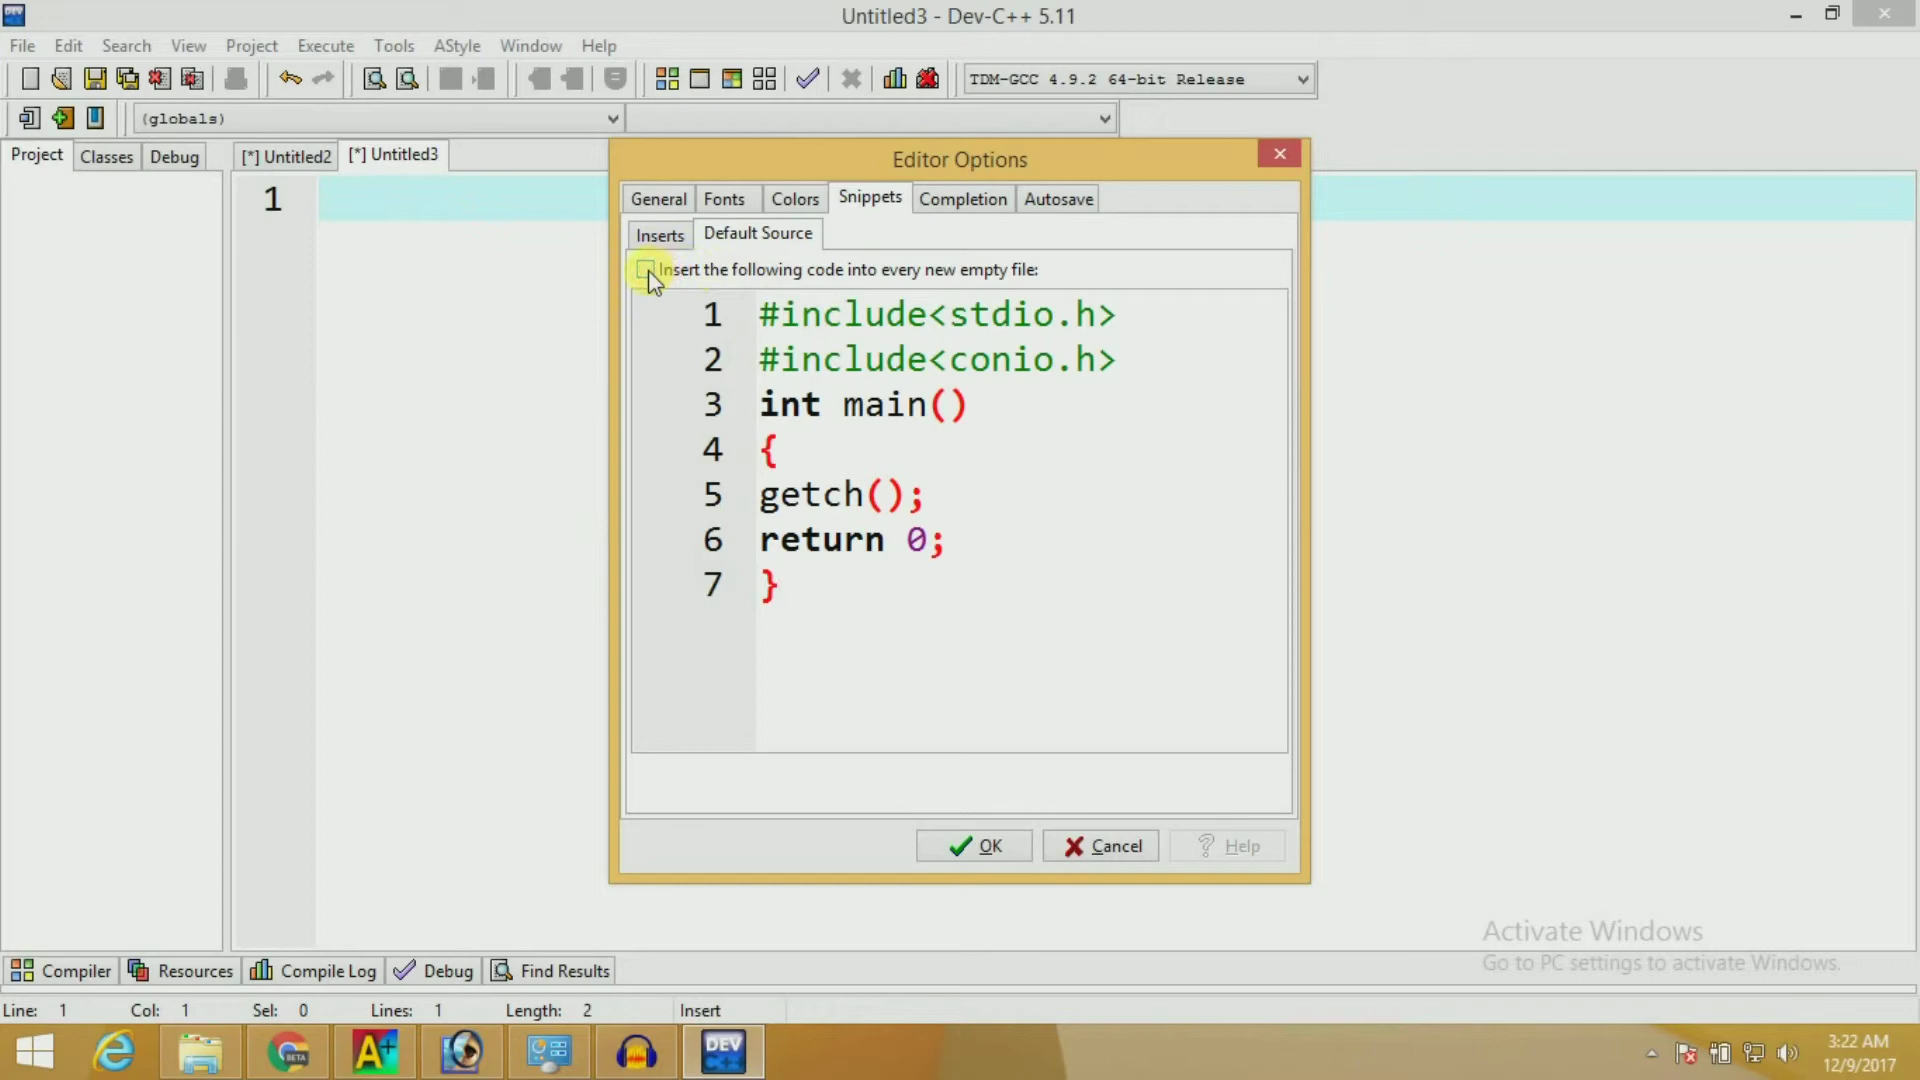 Untitled3 - Dev-C++ 5.11
File Edit Search View Project Execute Tools AStyle Window Help
TDM-GCC 4.9.2 64-bit Release
(globals)
Project Classes Debug [*] Untitled2 [*] Untitled3
1
Editor Options
General Fonts Colors Snippets Completion Autosave
Inserts Default Source
Insert the following code into every new empty file:
1 #include<stdio.h>
2 #include<conio.h>
3 int main()
4 {
5 getch();
6 return 0;
7 }
OK Cancel ? Help
Activate Windows
Go to PC settings to activate Windows.
Compiler Resources Compile Log Debug Find Results
Line: 1 Col: 1 Sel: 0 Lines: 1 Length: 2 Insert
BETA A+ DEV C++
3:22 AM
12/9/2017